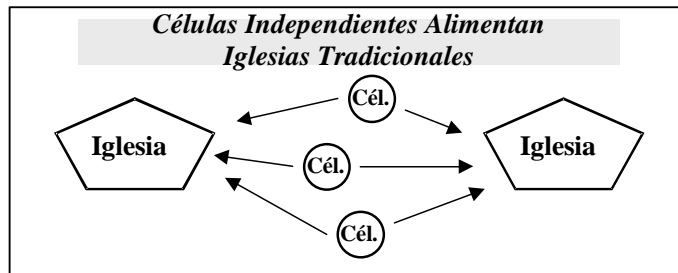 Células Independientes Alimentan
Iglesias Tradicionales
Cél.
Iglesia
Iglesia
Cél.
Cél.